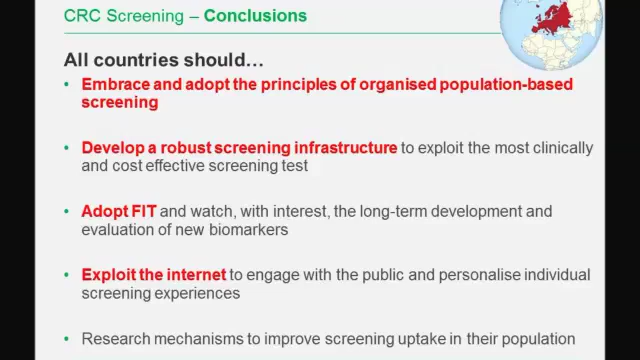 CRC Screening – Conclusions
All countries should…
• Embrace and adopt the principles of organised population-based
screening
• Develop a robust screening infrastructure to exploit the most clinically
and cost effective screening test
• Adopt FIT and watch, with interest, the long-term development and
evaluation of new biomarkers
• Exploit the internet to engage with the public and personalise individual
screening experiences
• Research mechanisms to improve screening uptake in their population